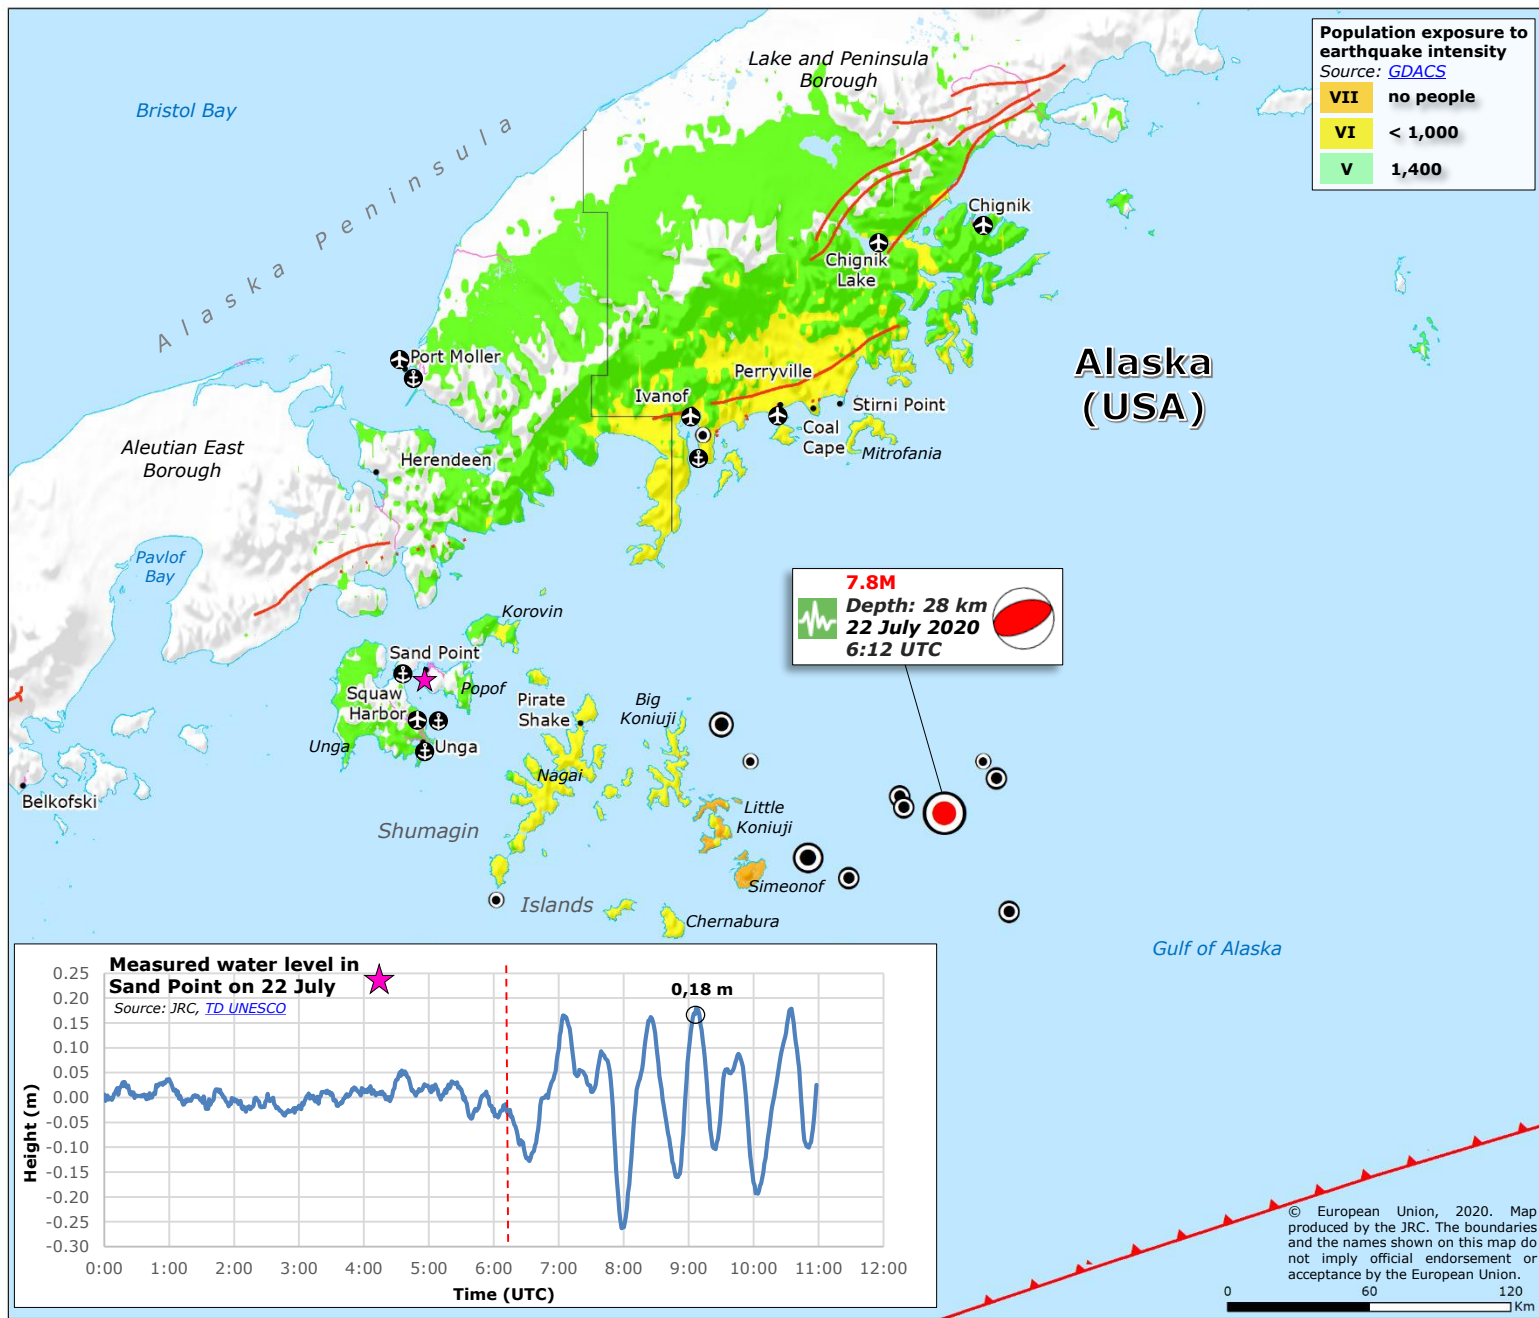 Population exposure to
earthquake intensity
Source: GDACS
VII no people
VI < 1,000
V 1,400
Lake and Peninsula
Borough
Bristol Bay
Alaska Peninsula
Chignik
Chignik
Lake
Port Moller
Alaska
(USA)
Perryville
Ivanof
Stirni Point
Coal
Cape
Mitrofania
Aleutian East
Borough
Herendeen
Pavlof
Bay
7.8M
Depth: 28 km
22 July 2020
6:12 UTC
Korovin
Sand Point
Popof
Squaw
Harbor
Unga
Unga
Pirate
Shake
Big
Koniuji
Nagai
Belkofski
Little
Koniuji
Shumagin
Simeonof
Islands
Chernabura
Gulf of Alaska
Measured water level in
Sand Point on 22 July
Source: JRC, TD UNESCO
0,18 m
0.25
0.20
0.15
0.10
0.05
0.00
-0.05
-0.10
-0.15
-0.20
-0.25
-0.30
Height (m)
0:00 1:00 2:00 3:00 4:00 5:00 6:00 7:00 8:00 9:00 10:00 11:00 12:00
Time (UTC)
© European Union, 2020. Map
produced by the JRC. The boundaries
and the names shown on this map do
not imply official endorsement or
acceptance by the European Union.
0 60 120
Km